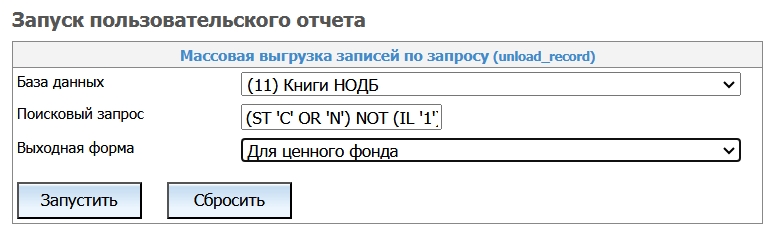 Запуск пользовательского отчета
Массовая выгрузка записей по запросу (unload_record)
База данных (11) Книги НОДБ
Поисковый запрос (ST 'C' OR 'N') NOT (IL '1')
Выходная форма Для ценного фонда
Запустить Сбросить